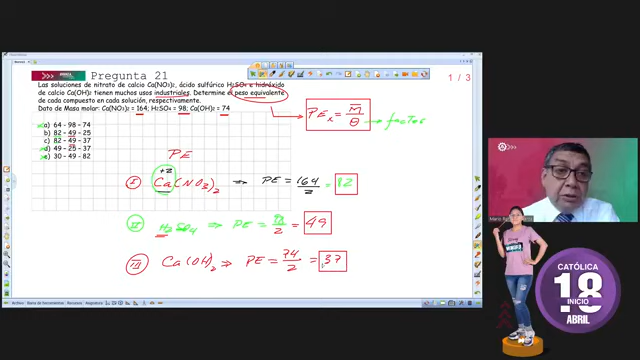 Pregunta 21
1 / 3
Las soluciones de nitrato de calcio Ca(NO₃)₂, ácido sulfúrico H₂SO₄ e hidróxido
de calcio Ca(OH)₂ tienen muchos usos industriales. Determine el peso equivalente
de cada compuesto en cada solución, respectivamente.
Dato de Masa molar: Ca(NO₃)₂ = 164; H₂SO₄ = 98; Ca(OH)₂ = 74
a) 64 - 98 - 74
b) 82 - 49 - 25
c) 82 - 49 - 37
d) 49 - 25 - 37
e) 30 - 49 - 82
PEx = M̄/θ → factor
PE
+2
I Ca(NO3)2 ⇒ PE = 164/2 = 82
II H2SO4 ⇒ PE = 98/2 = 49
III Ca(OH)2 ⇒ PE = 74/2 = 37
CATÓLICA
18
INICIO
ABRIL